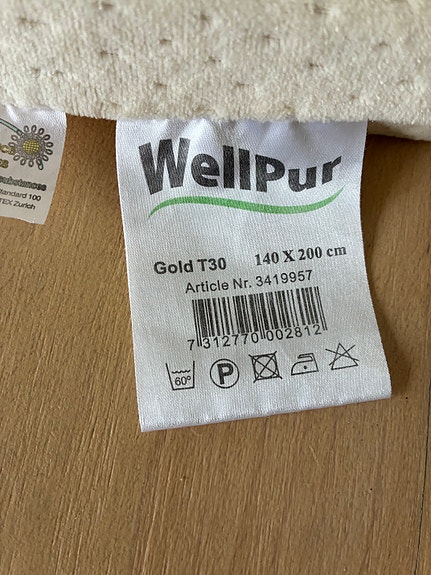 WellPur
Gold T30 140 X 200 cm
Article Nr. 3419957
7 312770 002812
60°
P
Standard 100
TEX Zurich